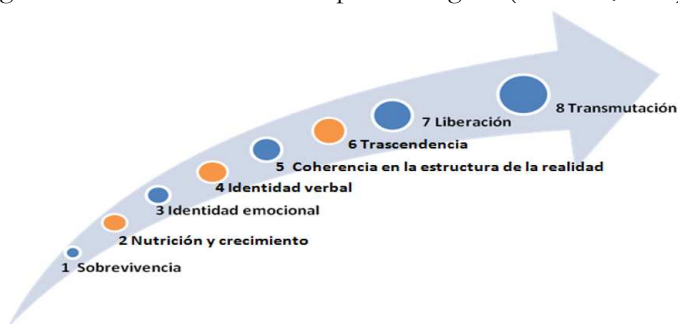 8 Transmutación
7 Liberación
6 Trascendencia
5 Coherencia en la estructura de la realidad
4 Identidad verbal
3 Identidad emocional
2 Nutrición y crecimiento
1 Sobrevivencia